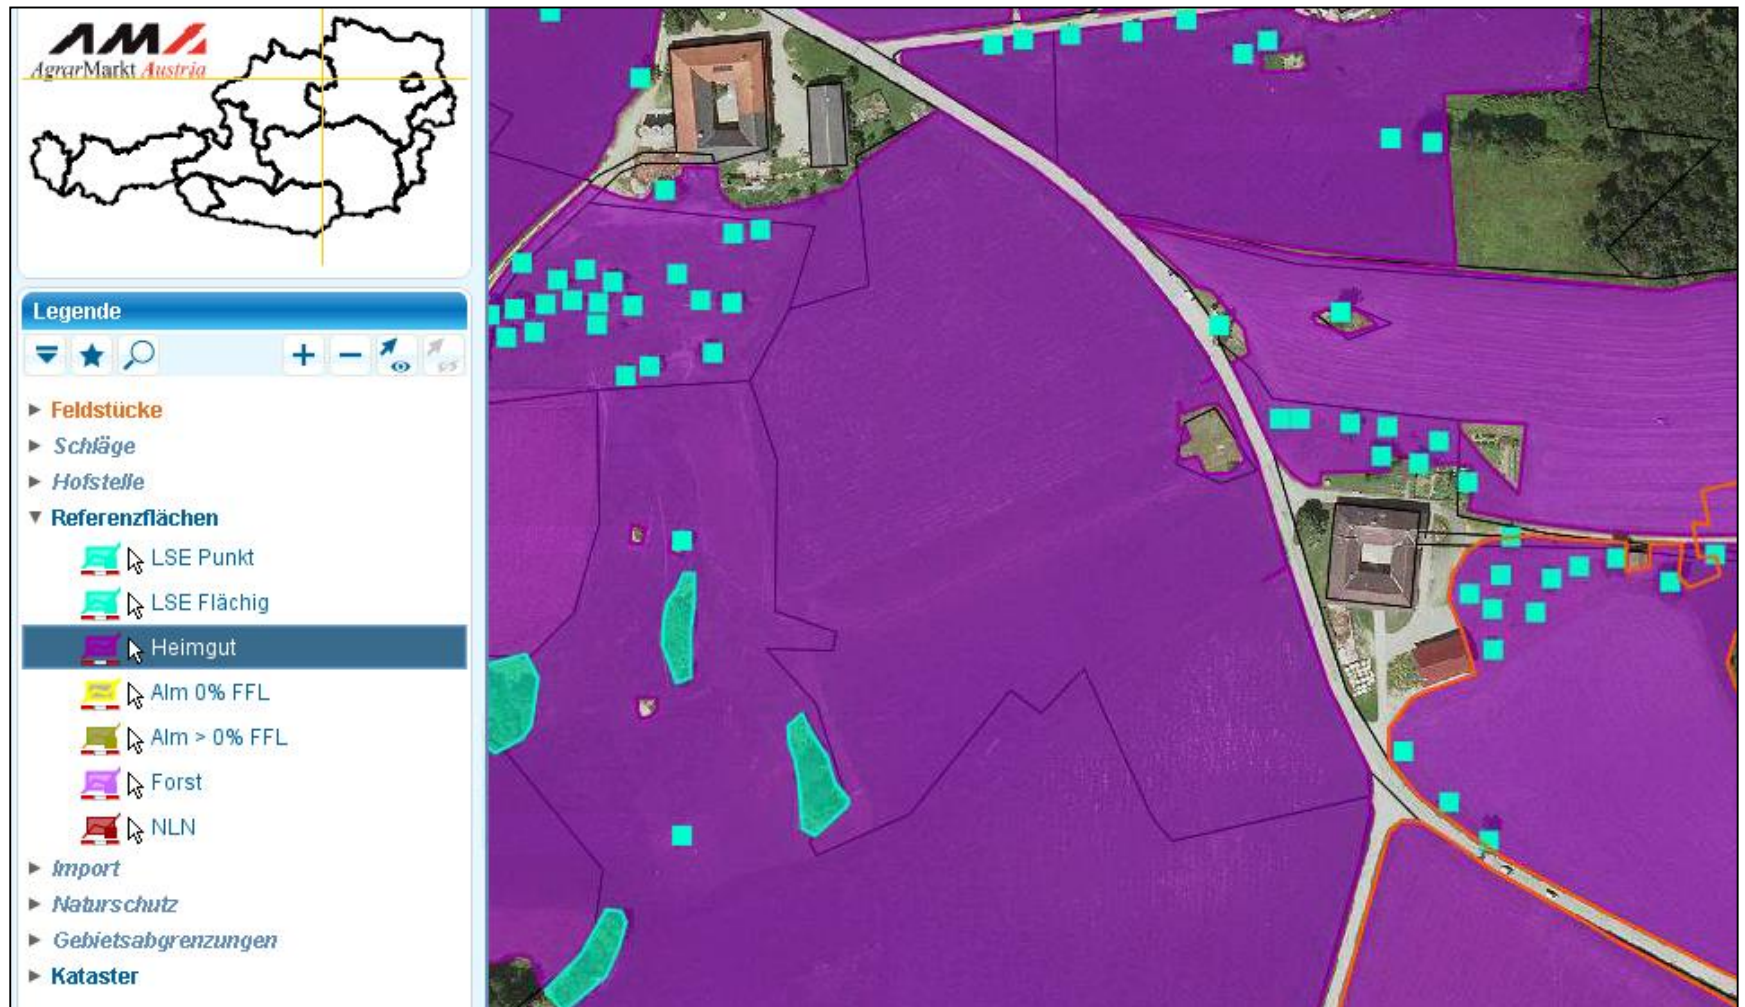 AMA
AgrarMarkt Austria
Legende
Feldstücke
Schläge
Hofstelle
Referenzflächen
LSE Punkt
LSE Flächig
Heimgut
Alm 0% FFL
Alm > 0% FFL
Forst
NLN
Import
Naturschutz
Gebietsabgrenzungen
Kataster